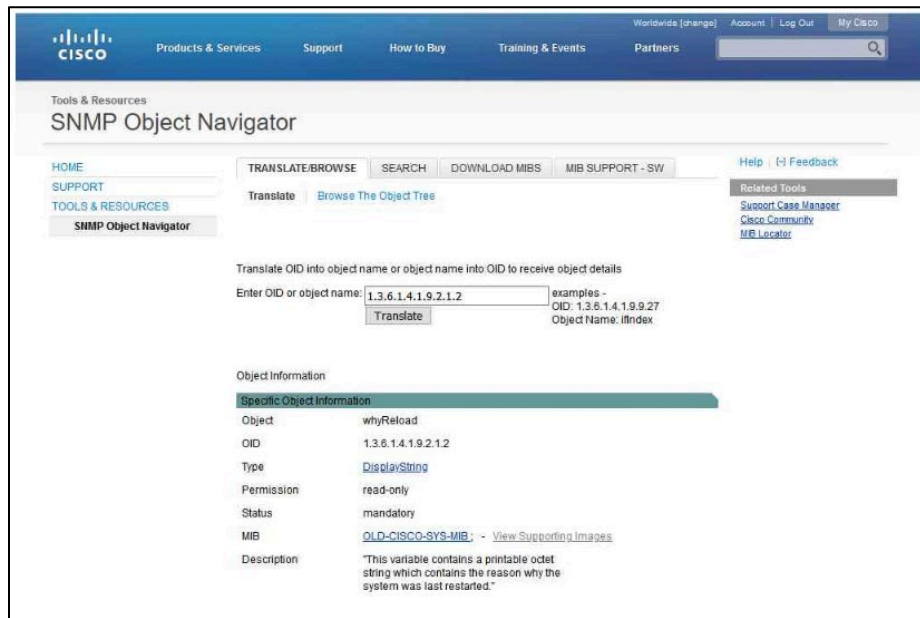 Worldwide [change] Account | Log Out My Cisco
CISCO
Products & Services Support How to Buy Training & Events Partners
Tools & Resources
SNMP Object Navigator
HOME
SUPPORT
TOOLS & RESOURCES
SNMP Object Navigator
TRANSLATE/BROWSE SEARCH DOWNLOAD MIBS MIB SUPPORT - SW
Translate | Browse The Object Tree
Help | [-] Feedback
Related Tools
Support Case Manager
Cisco Community
MIB Locator
Translate OID into object name or object name into OID to receive object details
Enter OID or object name: 1.3.6.1.4.1.9.2.1.2
Translate
examples -
OID: 1.3.6.1.4.1.9.9.27
Object Name: ifIndex
Object Information
Specific Object Information
Object whyReload
OID 1.3.6.1.4.1.9.2.1.2
Type DisplayString
Permission read-only
Status mandatory
MIB OLD-CISCO-SYS-MIB ; - View Supporting Images
Description "This variable contains a printable octet
string which contains the reason why the
system was last restarted."